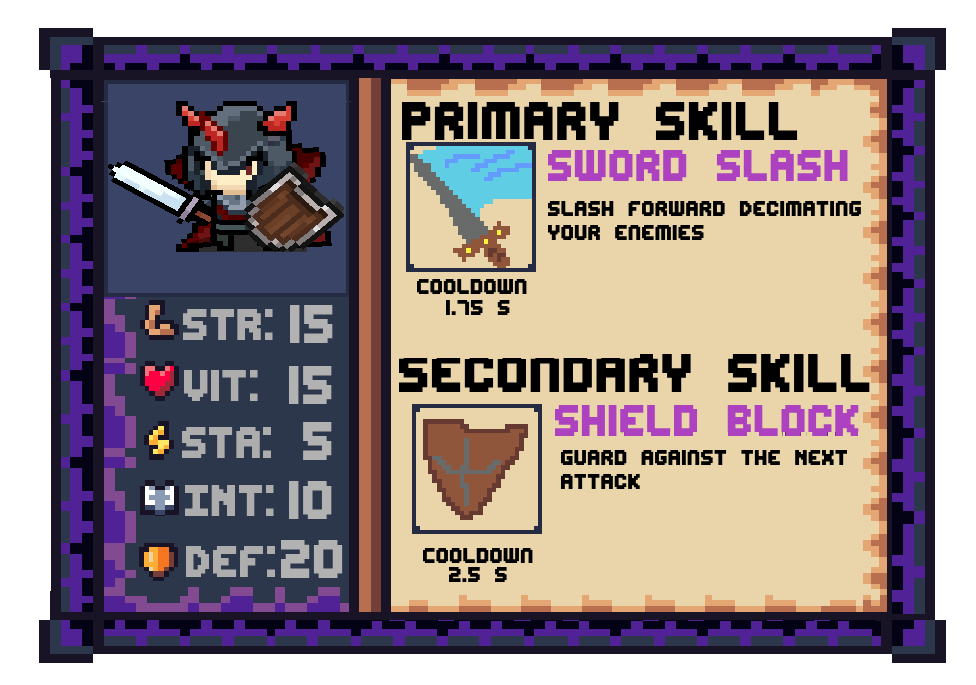 STR: 15
VIT: 15
STA: 5
INT: 10
DEF: 20
PRIMARY SKILL
SWORD SLASH
SLASH FORWARD DECIMATING
YOUR ENEMIES
COOLDOWN
1.75 S
SECONDARY SKILL
SHIELD BLOCK
GUARD AGAINST THE NEXT
ATTACK
COOLDOWN
2.5 S